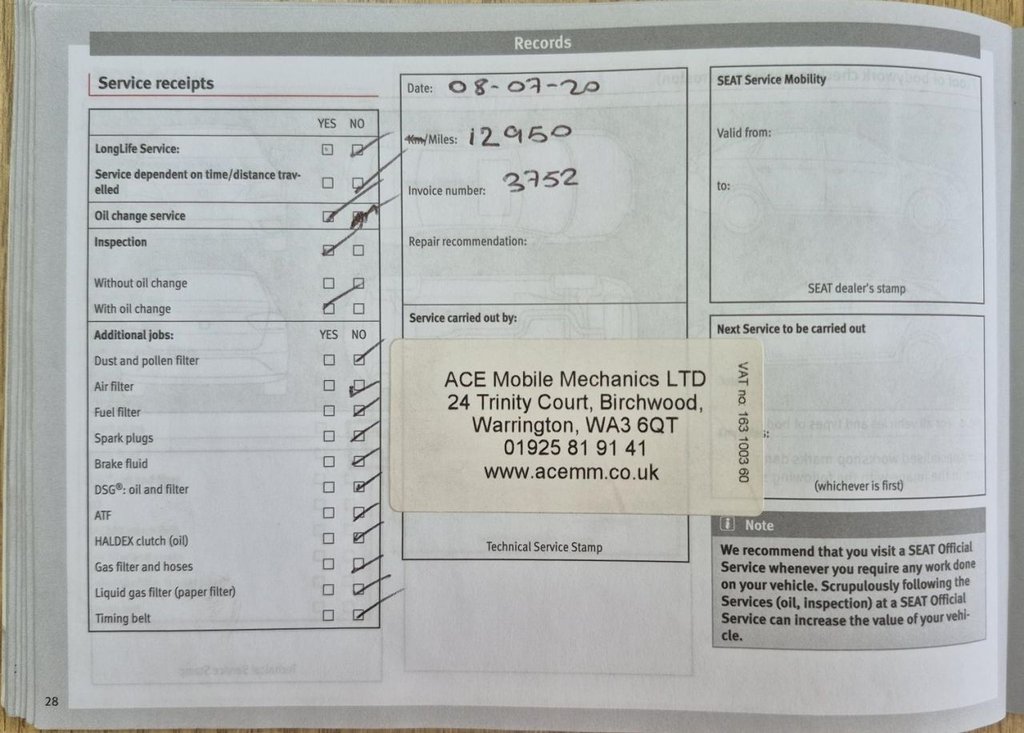 Records
Service receipts
YES NO
LongLife Service:
Service dependent on time/distance trav-
elled
Oil change service
Inspection
Without oil change
With oil change
Additional jobs: YES NO
Dust and pollen filter
Air filter
Fuel filter
Spark plugs
Brake fluid
DSG®: oil and filter
ATF
HALDEX clutch (oil)
Gas filter and hoses
Liquid gas filter (paper filter)
Timing belt
Date: 08-07-20
Km/Miles: 12950
Invoice number: 3752
Repair recommendation:
Service carried out by:
ACE Mobile Mechanics LTD
24 Trinity Court, Birchwood,
Warrington, WA3 6QT
01925 81 91 41
www.acemm.co.uk
VAT no. 163 1003 60
Technical Service Stamp
SEAT Service Mobility
Valid from:
to:
SEAT dealer's stamp
Next Service to be carried out
(whichever is first)
i Note
We recommend that you visit a SEAT Official
Service whenever you require any work done
on your vehicle. Scrupulously following the
Services (oil, inspection) at a SEAT Official
Service can increase the value of your vehi-
cle.
28